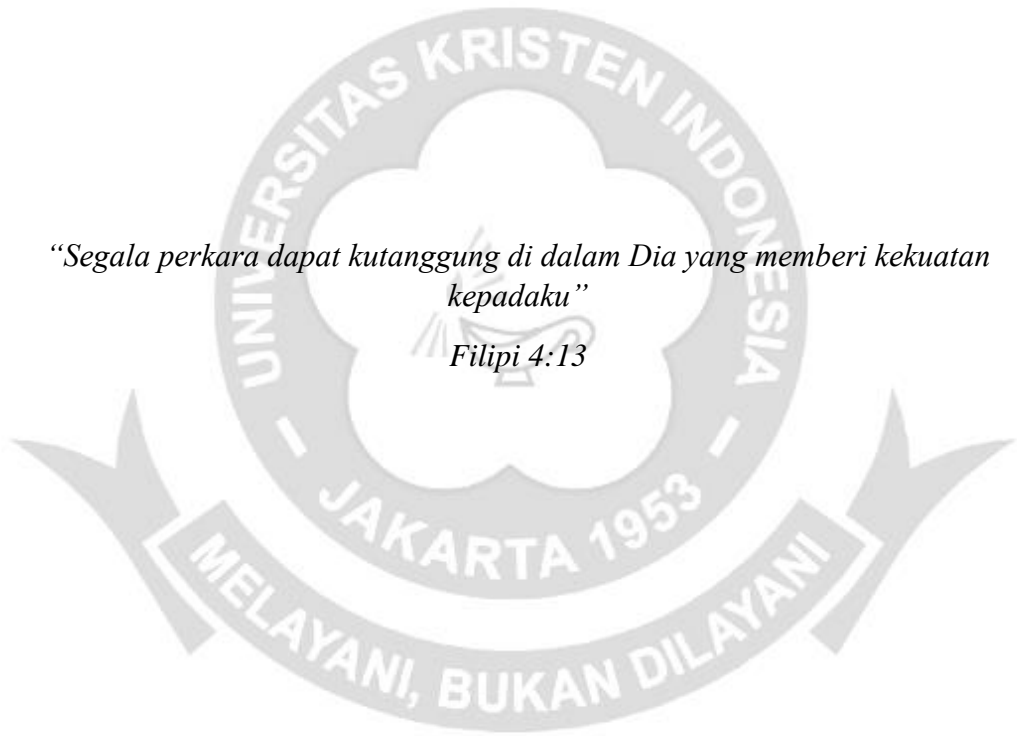 UNIVERSITAS KRISTEN INDONESIA
“Segala perkara dapat kutanggung di dalam Dia yang memberi kekuatan
kepadaku”
Filipi 4:13
JAKARTA 1953
MELAYANI, BUKAN DILAYANI